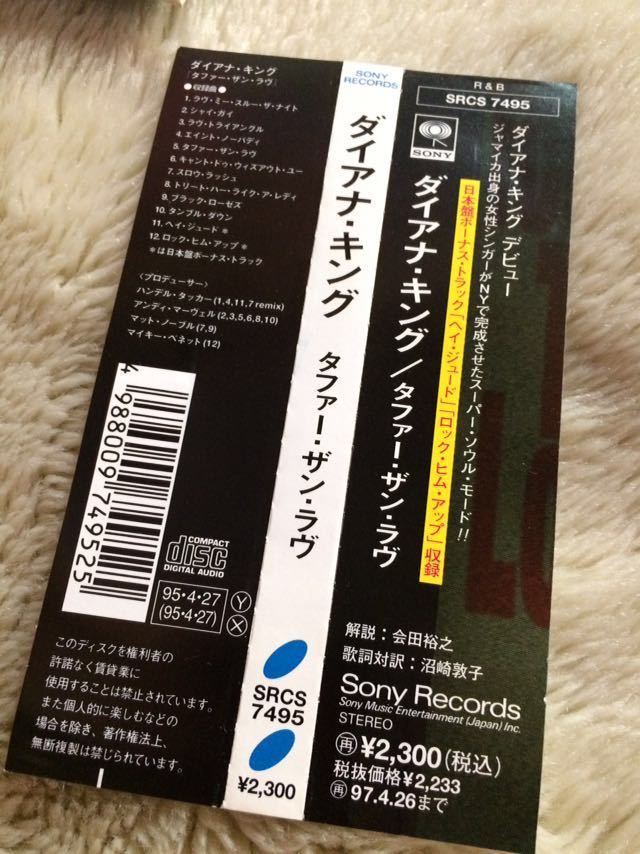 ダイアナ・キング
「タファー・ザン・ラヴ」
●収録曲●
1. ラヴ・ミー・スルー・ザ・ナイト
2. シャイ・ガイ
3. ラヴ・トライアングル
4. エイント・ノーバディ
5. タファー・ザン・ラヴ
6. キャント・ドゥ・ウィズアウト・ユー
7. スロウ・ラッシュ
8. トリート・ハー・ライク・ア・レディ
9. ブラック・ローゼズ
10. タンブル・ダウン
11. ヘイ・ジュード＊
12. ロック・ヒム・アップ＊
＊は日本盤ボーナス・トラック
〈プロデューサー〉
ハンデル・タッカー (1,4,11,7 remix)
アンディ・マーヴェル (2,3,5,6,8,10)
マット・ノーブル (7,9)
マイキー・ベネット (12)
4 988009 749525
COMPACT
disc
DIGITAL AUDIO
95・4・27
(95・4・27)
Y
X
このディスクを権利者の
許諾なく賃貸業に
使用することは禁止されています。
また個人的に楽しむなどの
場合を除き、著作権法上、
無断複製は禁じられています。
SONY
RECORDS
ダイアナ・キング タファー・ザン・ラヴ
SRCS
7495
¥2,300
R & B
SRCS 7495
SONY
ダイアナ・キング デビュー
ジャマイカ出身の女性シンガーがNYで完成させたスーパー・ソウル・モード!!
日本盤ボーナス・トラック「ヘイ・ジュード」「ロック・ヒム・アップ」収録
ダイアナ・キング／タファー・ザン・ラヴ
解説：会田裕之
歌詞対訳：沼崎敦子
Sony Records
Sony Music Entertainment (Japan) Inc.
STEREO
再 ¥2,300(税込)
税抜価格¥2,233
再 97.4.26まで